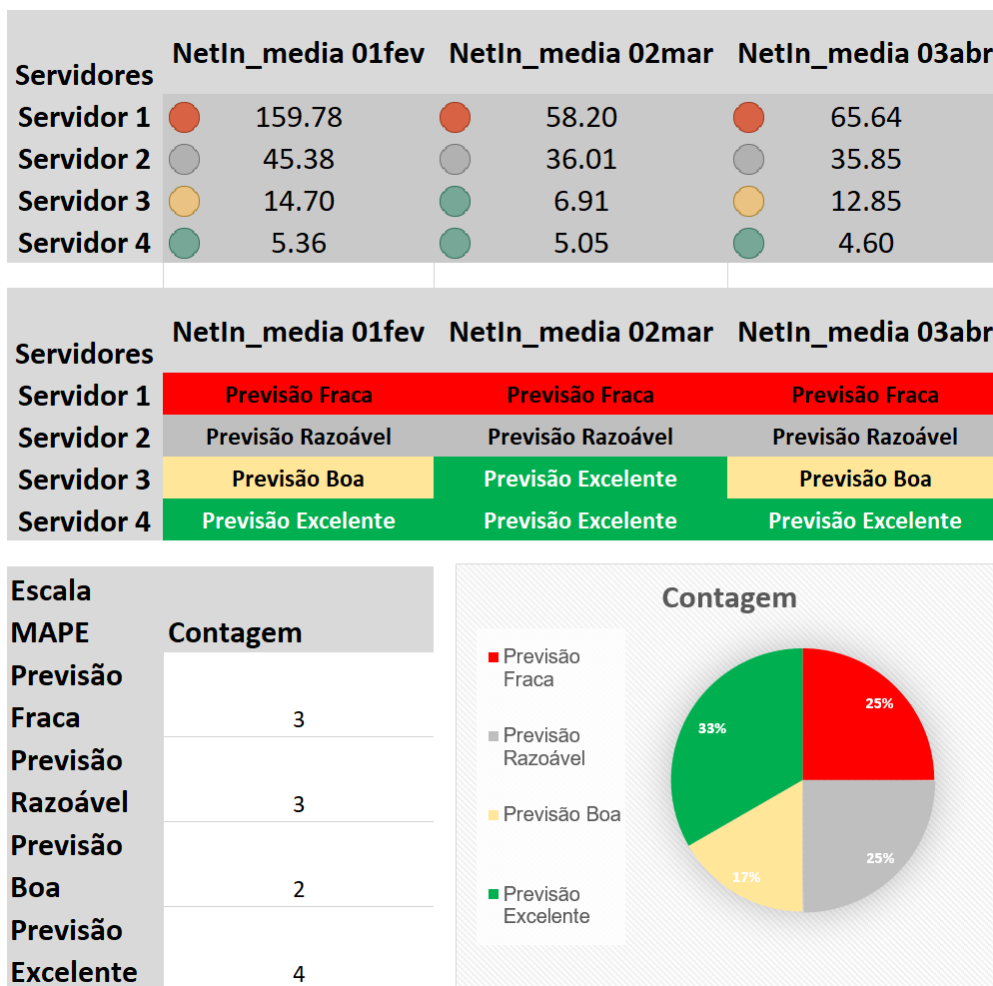 Servidores NetIn_media 01fev NetIn_media 02mar NetIn_media 03abr
Servidor 1 159.78 58.20 65.64
Servidor 2 45.38 36.01 35.85
Servidor 3 14.70 6.91 12.85
Servidor 4 5.36 5.05 4.60
Servidores NetIn_media 01fev NetIn_media 02mar NetIn_media 03abr
Servidor 1 Previsão Fraca Previsão Fraca Previsão Fraca
Servidor 2 Previsão Razoável Previsão Razoável Previsão Razoável
Servidor 3 Previsão Boa Previsão Excelente Previsão Boa
Servidor 4 Previsão Excelente Previsão Excelente Previsão Excelente
Escala
MAPE Contagem
Previsão
Fraca 3
Previsão
Razoável 3
Previsão
Boa 2
Previsão
Excelente 4
Contagem
Previsão
Fraca
Previsão
Razoável
Previsão Boa
Previsão
Excelente
25%
33%
25%
17%